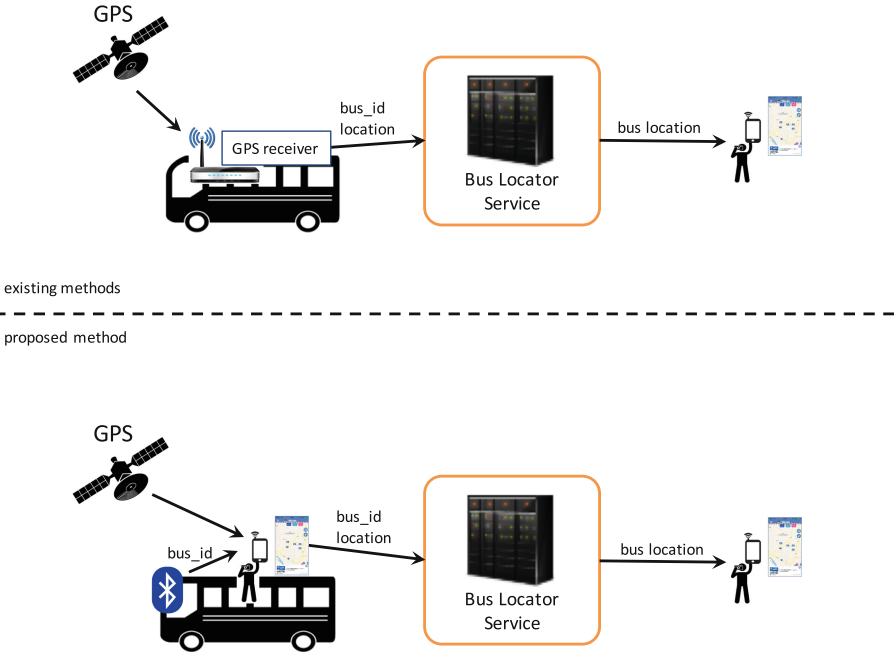 GPS
bus_id
location
GPS receiver
bus location
Bus Locator
Service
existing methods
proposed method
GPS
bus_id
location
bus_id
bus location
Bus Locator
Service